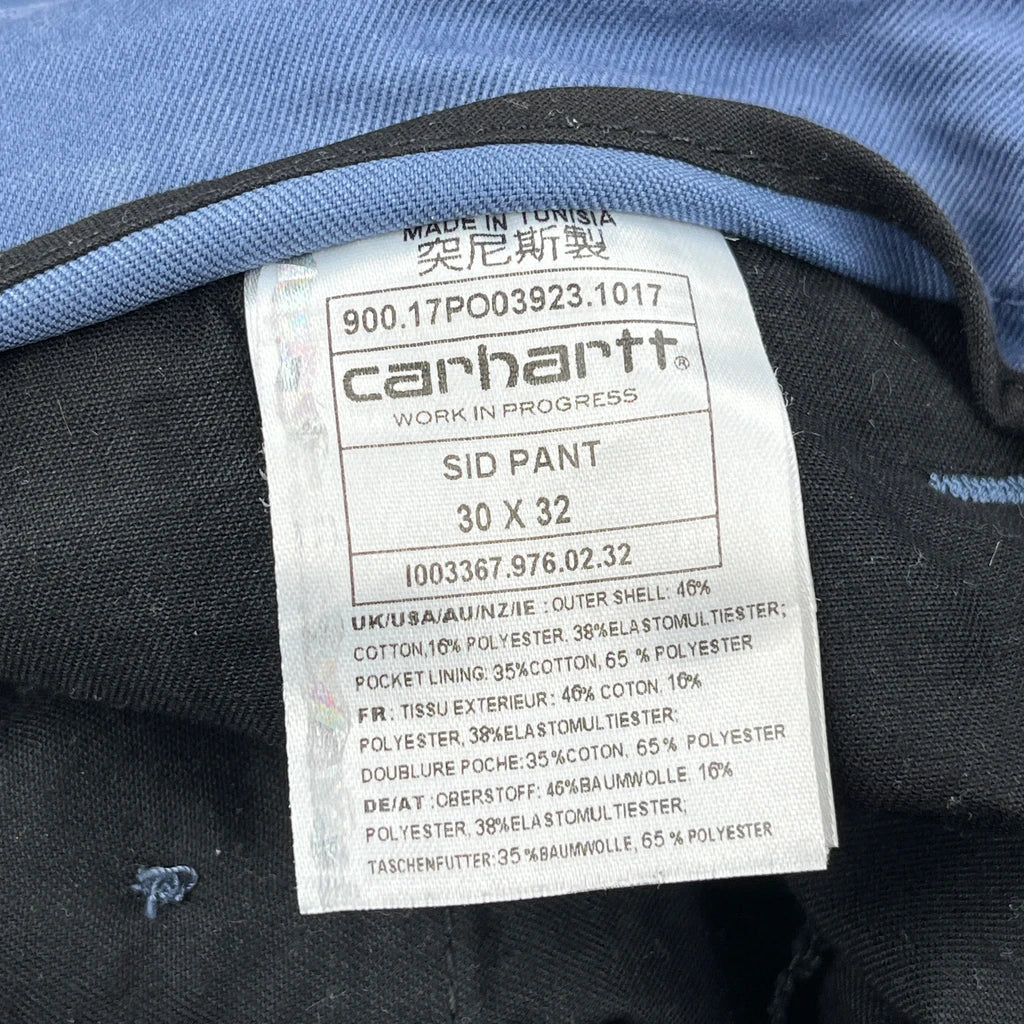 MADE IN TUNISIA
突尼斯製
900.17PO03923.1017
carhartt®
WORK IN PROGRESS
SID PANT
30 X 32
I003367.976.02.32
UK/USA/AU/NZ/IE : OUTER SHELL: 46%
COTTON,16% POLYESTER, 38%ELASTOMULTIESTER;
POCKET LINING: 35%COTTON, 65 % POLYESTER
FR : TISSU EXTERIEUR : 46% COTON, 16%
POLYESTER, 38%ELASTOMULTIESTER;
DOUBLURE POCHE:35%COTON, 65 % POLYESTER
DE/AT :OBERSTOFF: 46%BAUMWOLLE, 16%
POLYESTER, 38%ELASTOMULTIESTER;
TASCHENFUTTER:35 %BAUMWOLLE, 65 % POLYESTER